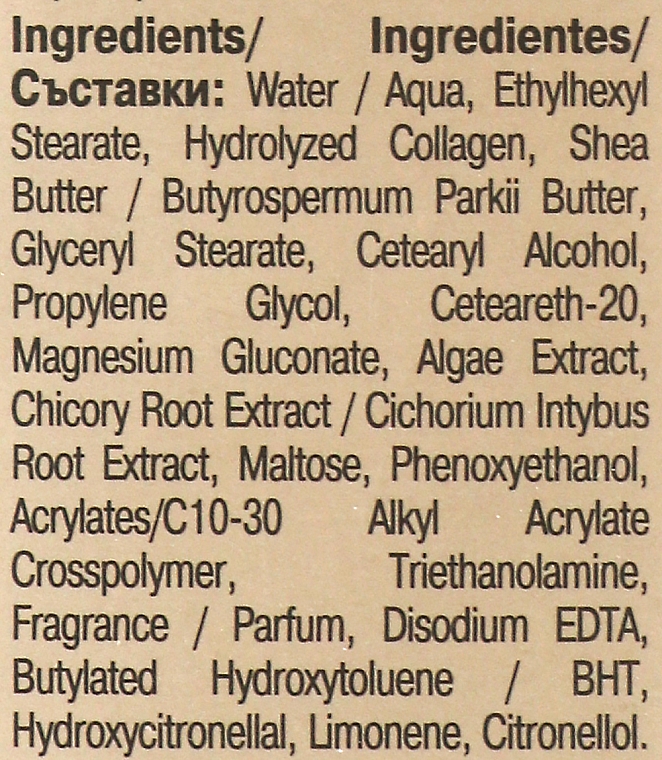 Ingredients/ Ingredientes/
Съставки: Water / Aqua, Ethylhexyl
Stearate, Hydrolyzed Collagen, Shea
Butter / Butyrospermum Parkii Butter,
Glyceryl Stearate, Cetearyl Alcohol,
Propylene Glycol, Ceteareth-20,
Magnesium Gluconate, Algae Extract,
Chicory Root Extract / Cichorium Intybus
Root Extract, Maltose, Phenoxyethanol,
Acrylates/C10-30 Alkyl Acrylate
Crosspolymer, Triethanolamine,
Fragrance / Parfum, Disodium EDTA,
Butylated Hydroxytoluene / BHT,
Hydroxycitronellal, Limonene, Citronellol.